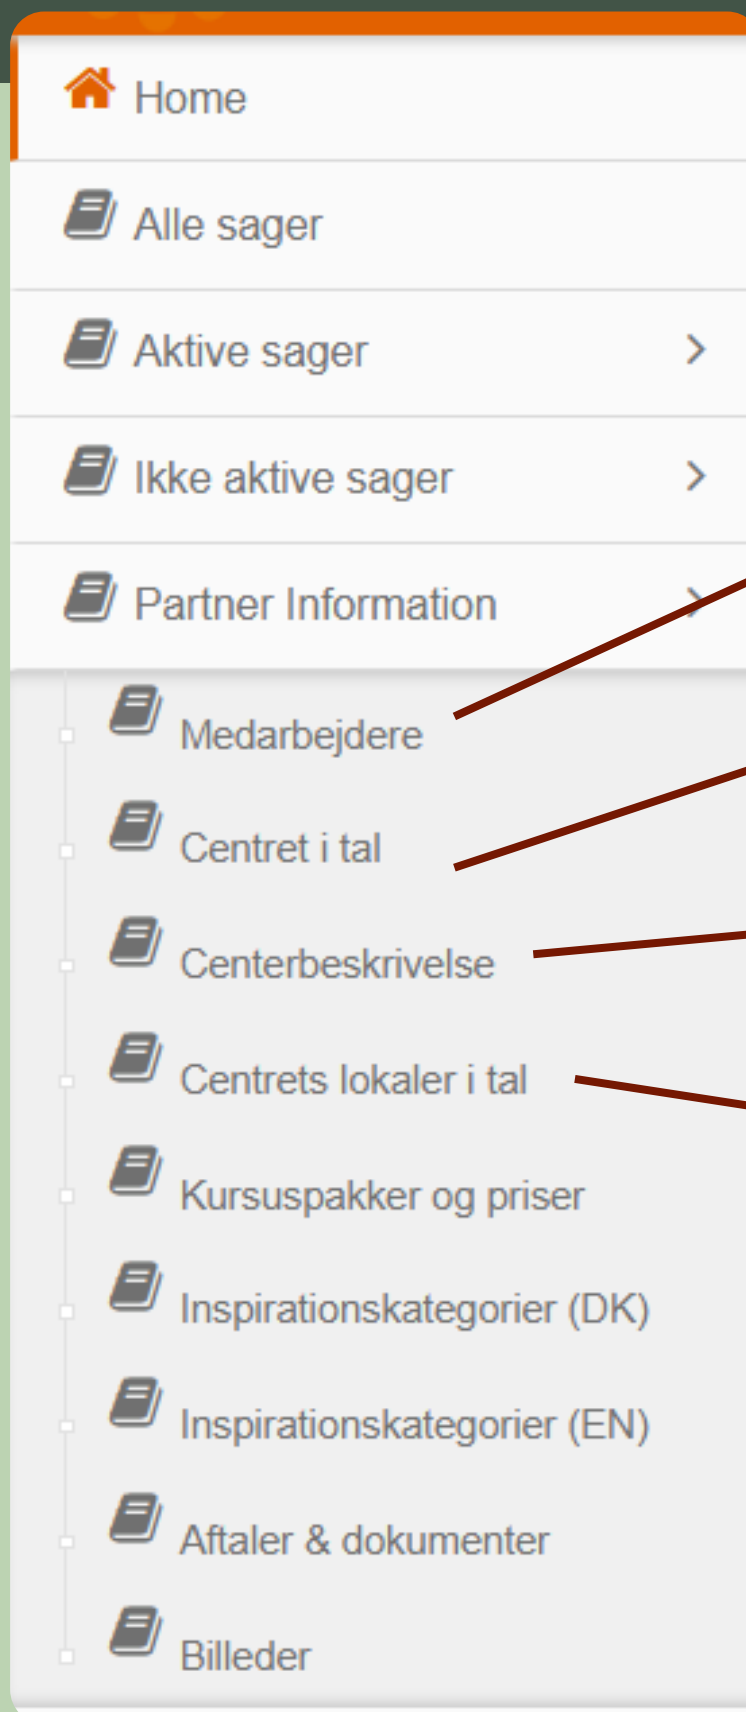 Home
Alle sager
Aktive sager
Ikke aktive sager
Partner Information
Medarbejdere
Centret i tal
Centerbeskrivelse
Centrets lokaler i tal
Kursuspakker og priser
Inspirationskategorier (DK)
Inspirationskategorier (EN)
Aftaler & dokumenter
Billeder